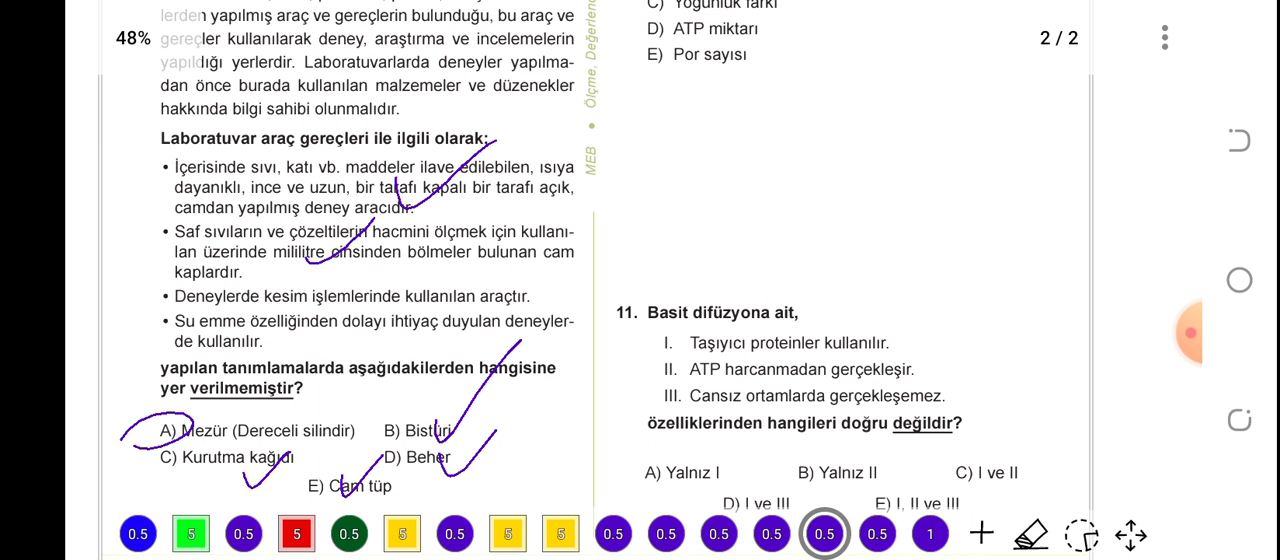 lerden yapılmış araç ve gereçlerin bulunduğu, bu araç ve
48%
gereçler kullanılarak deney, araştırma ve incelemelerin
yapıldığı yerlerdir. Laboratuvarlarda deneyler yapılma-
dan önce burada kullanılan malzemeler ve düzenekler
hakkında bilgi sahibi olunmalıdır.
Laboratuvar araç gereçleri ile ilgili olarak;
• İçerisinde sıvı, katı vb. maddeler ilave edilebilen, ısıya
dayanıklı, ince ve uzun, bir tarafı kapalı bir tarafı açık,
camdan yapılmış deney aracıdır.
• Saf sıvıların ve çözeltilerin hacmini ölçmek için kullanı-
lan üzerinde mililitre cinsinden bölmeler bulunan cam
kaplardır.
• Deneylerde kesim işlemlerinde kullanılan araçtır.
• Su emme özelliğinden dolayı ihtiyaç duyulan deneyler-
de kullanılır.
yapılan tanımlamalarda aşağıdakilerden hangisine
yer verilmemiştir?
A) Mezür (Dereceli silindir) B) Bistüri
C) Kurutma kağıdı D) Beher
E) Cam tüp
MEB • Ölçme, Değerlend
C) Yoğunluk farkı
D) ATP miktarı
E) Por sayısı
2 / 2
11. Basit difüzyona ait,
I. Taşıyıcı proteinler kullanılır.
II. ATP harcanmadan gerçekleşir.
III. Cansız ortamlarda gerçekleşemez.
özelliklerinden hangileri doğru değildir?
A) Yalnız I B) Yalnız II C) I ve II
D) I ve III E) I, II ve III
0.5 5 0.5 5 0.5 5 0.5 5 5 0.5 0.5 0.5 0.5 0.5 0.5 1